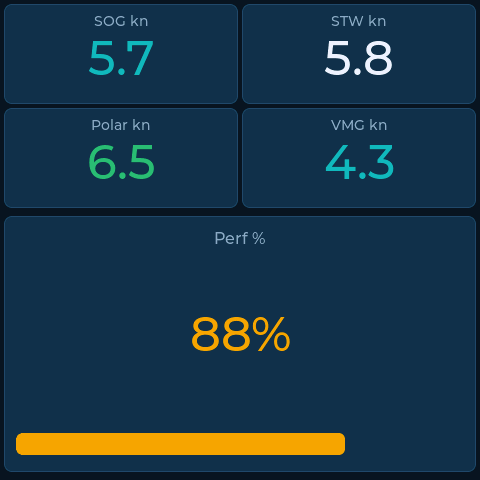 SOG kn
5.7
STW kn
5.8
Polar kn
6.5
VMG kn
4.3
Perf %
88%